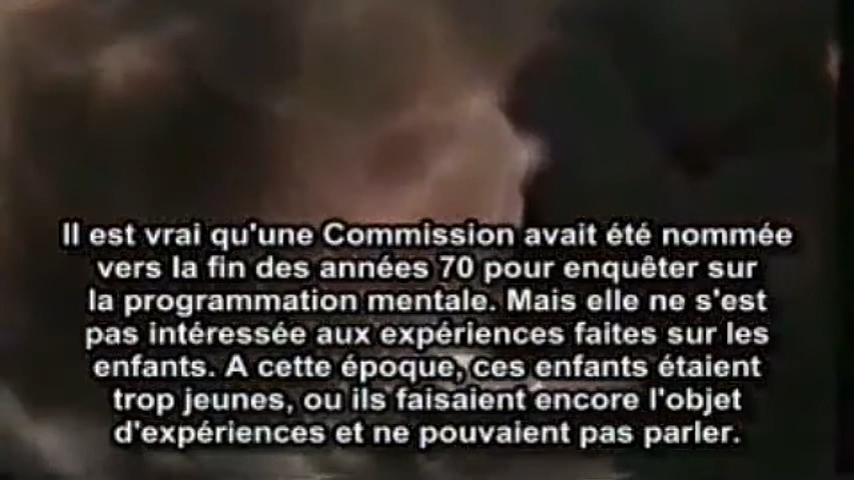 Il est vrai qu'une Commission avait été nommée
vers la fin des années 70 pour enquêter sur
la programmation mentale. Mais elle ne s'est
pas intéressée aux expériences faites sur les
enfants. A cette époque, ces enfants étaient
trop jeunes, ou ils faisaient encore l'objet
d'expériences et ne pouvaient pas parler.